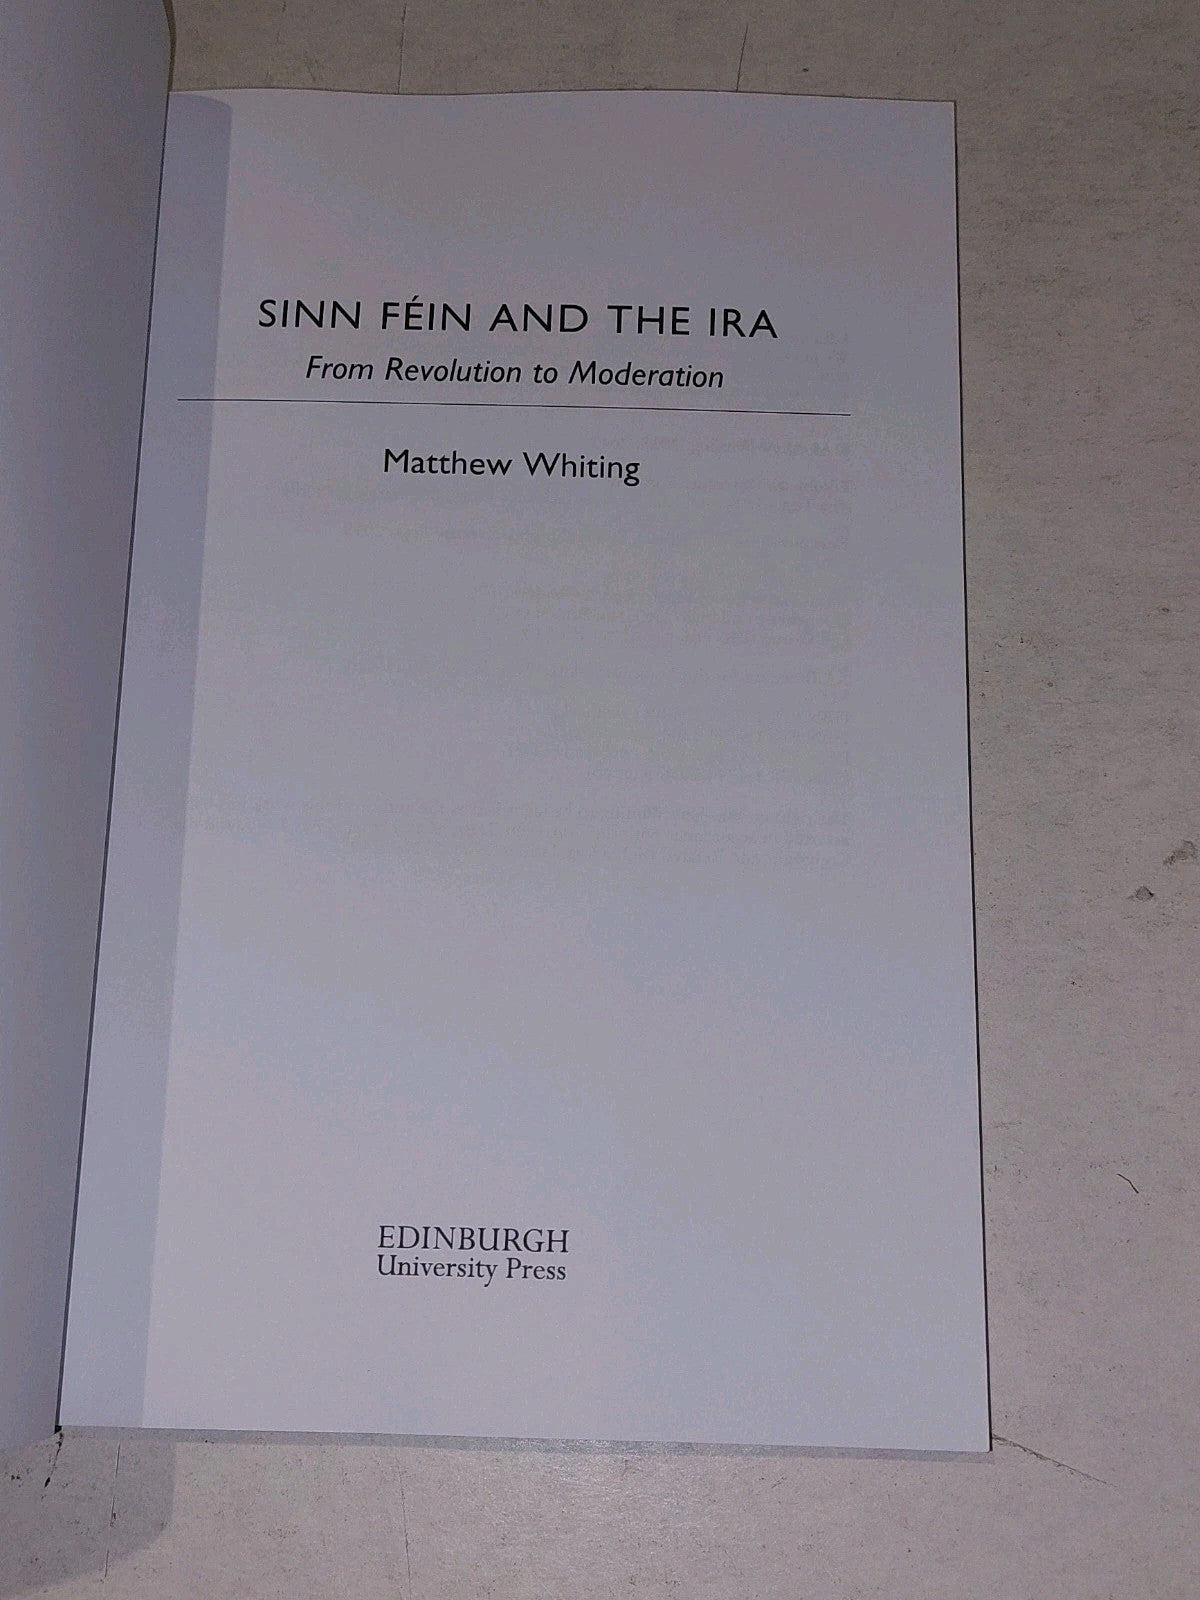 SINN FÉIN AND THE IRA
From Revolution to Moderation
Matthew Whiting
EDINBURGH
University Press